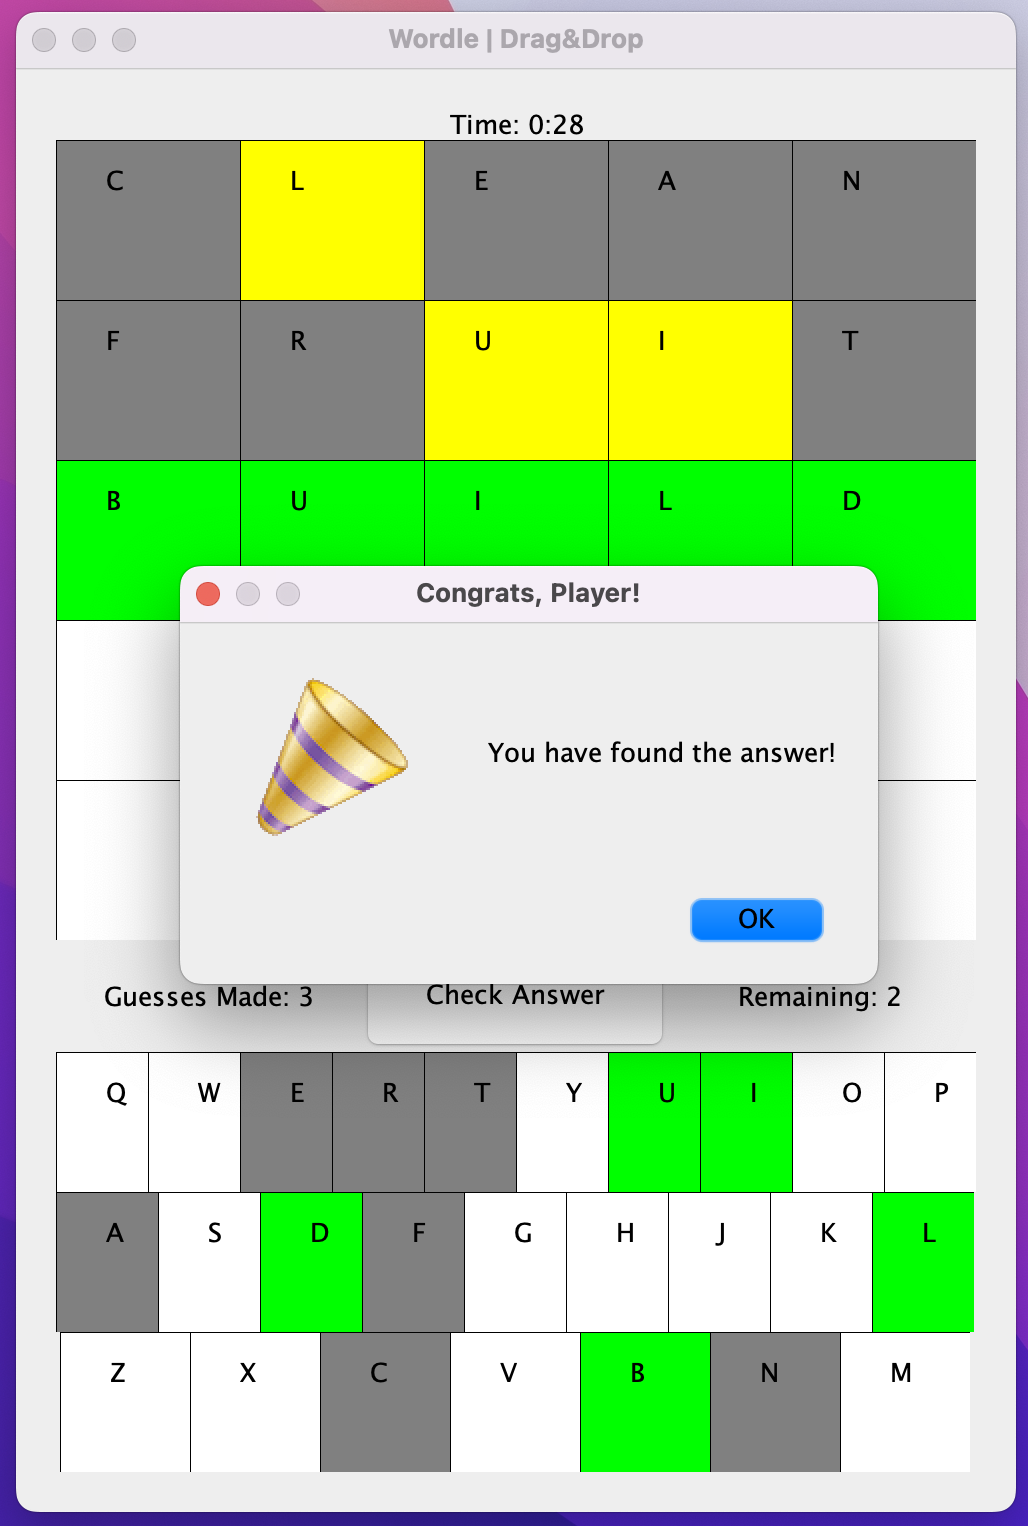 Wordle | Drag&Drop
Time: 0:28
C L E A N
F R U I T
B U I L D
Congrats, Player!
You have found the answer!
OK
Guesses Made: 3 Check Answer Remaining: 2
Q W E R T Y U I O P
A S D F G H J K L
Z X C V B N M